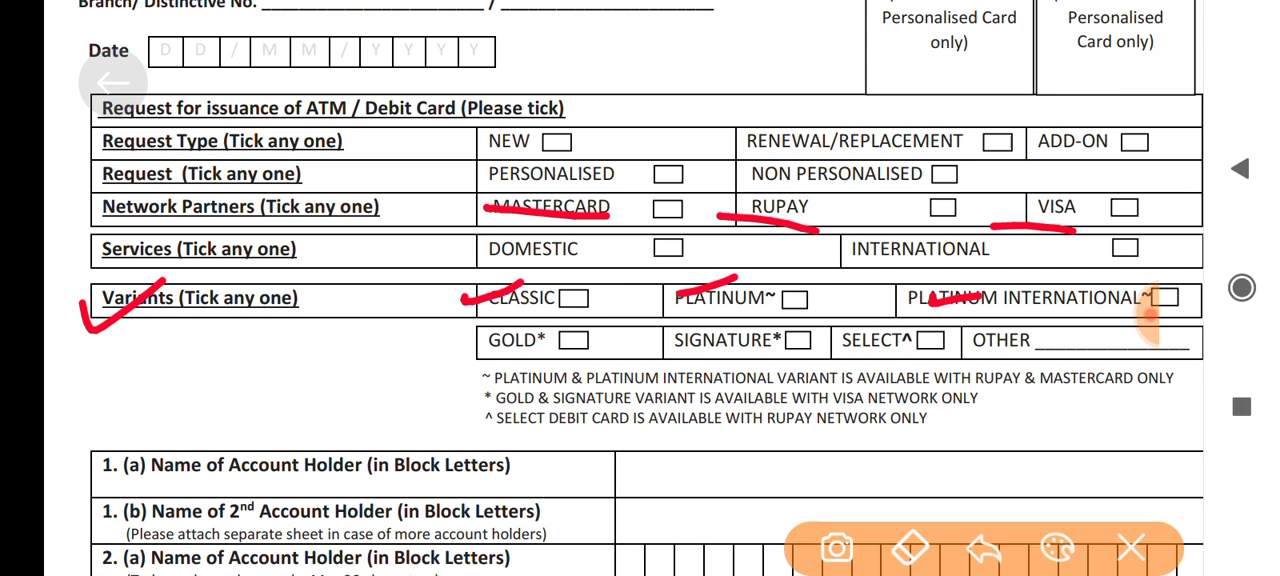 Branch/ Distinctive No. ______________________ / ______________________
Personalised Card only)
Personalised Card only)
Date D D / M M / Y Y Y Y
Request for issuance of ATM / Debit Card (Please tick)
Request Type (Tick any one) NEW RENEWAL/REPLACEMENT ADD-ON
Request (Tick any one) PERSONALISED NON PERSONALISED
Network Partners (Tick any one) MASTERCARD RUPAY VISA
Services (Tick any one) DOMESTIC INTERNATIONAL
Variants (Tick any one) CLASSIC PLATINUM~ PLATINUM INTERNATIONAL~
GOLD* SIGNATURE* SELECT^ OTHER _______________
~ PLATINUM & PLATINUM INTERNATIONAL VARIANT IS AVAILABLE WITH RUPAY & MASTERCARD ONLY
* GOLD & SIGNATURE VARIANT IS AVAILABLE WITH VISA NETWORK ONLY
^ SELECT DEBIT CARD IS AVAILABLE WITH RUPAY NETWORK ONLY
1. (a) Name of Account Holder (in Block Letters)
1. (b) Name of 2nd Account Holder (in Block Letters)
(Please attach separate sheet in case of more account holders)
2. (a) Name of Account Holder (in Block Letters)